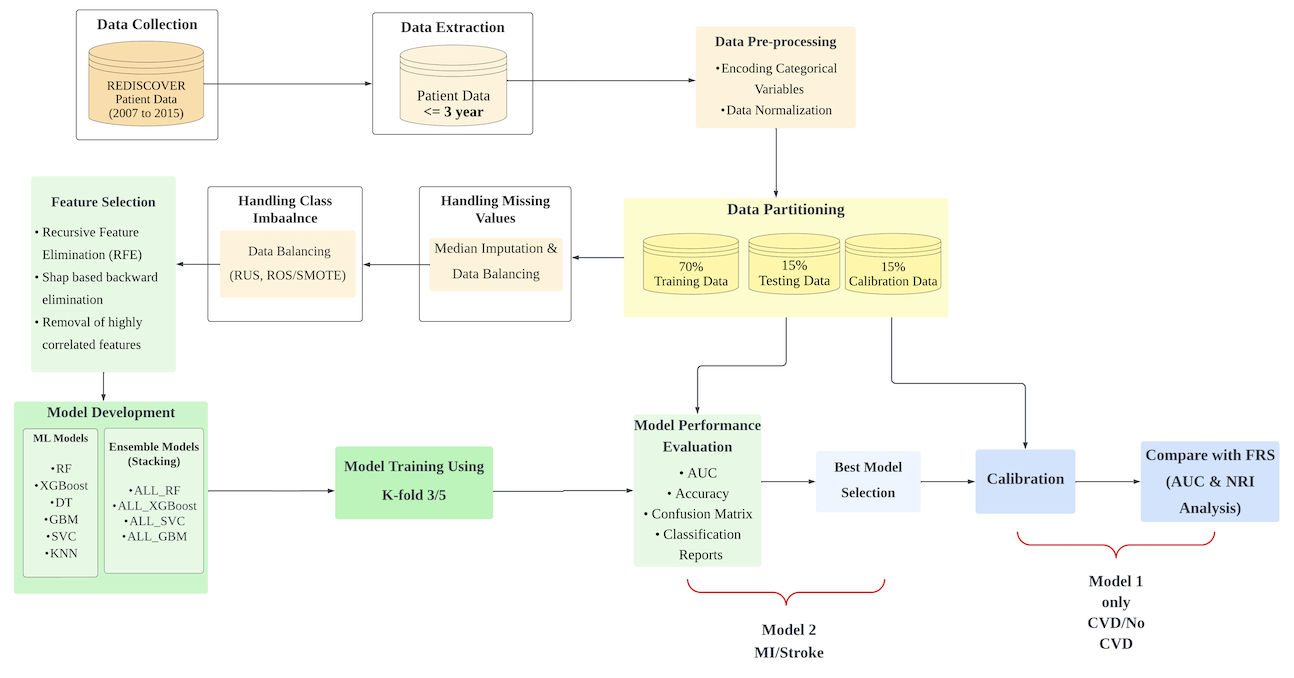 Data Collection
REDISCOVER
Patient Data
(2007 to 2015)
Data Extraction
Patient Data
<= 3 year
Data Pre-processing
•Encoding Categorical
Variables
•Data Normalization
Data Partitioning
70%
Training Data
15%
Testing Data
15%
Calibration Data
Handling Missing
Values
Median Imputation &
Data Balancing
Handling Class
Imbaalnce
Data Balancing
(RUS, ROS/SMOTE)
Feature Selection
• Recursive Feature
Elimination (RFE)
• Shap based backward
elimination
• Removal of highly
correlated features
Model Development
ML Models
•RF
•XGBoost
•DT
•GBM
•SVC
•KNN
Ensemble Models
(Stacking)
•ALL_RF
•ALL_XGBoost
•ALL_SVC
•ALL_GBM
Model Training Using
K-fold 3/5
Model Performance
Evaluation
• AUC
• Accuracy
• Confusion Matrix
• Classification
Reports
Best Model
Selection
Calibration
Compare with FRS
(AUC & NRI
Analysis)
Model 2
MI/Stroke
Model 1
only
CVD/No
CVD